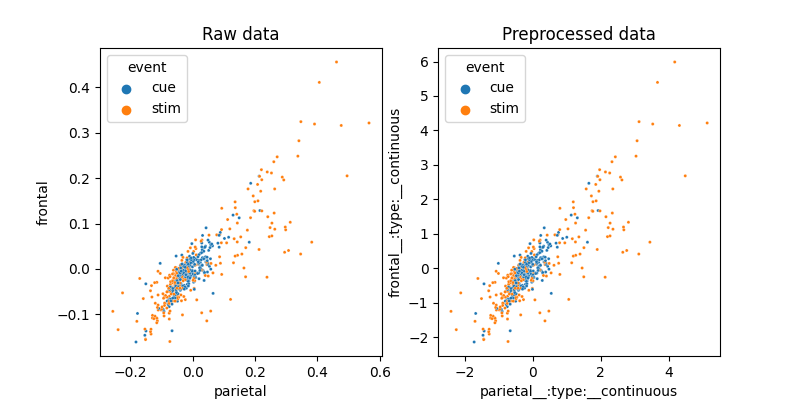 Raw data
event
cue
stim
0.4
0.3
0.2
0.1
0.0
−0.1
frontal
−0.2
0.0
0.2
0.4
0.6
parietal
Preprocessed data
event
cue
stim
6
5
4
3
2
1
0
−1
−2
frontal__:type:__continuous
−2
0
2
4
parietal__:type:__continuous